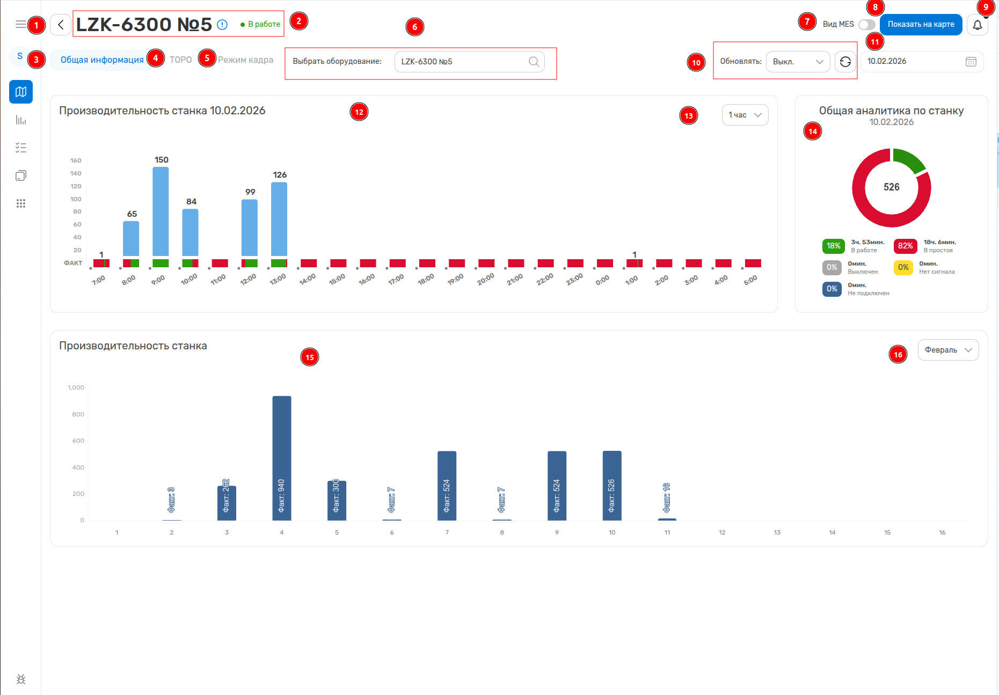 1
LZK-6300 №5
В работе
2
6
7
Вид MES
8
Показать на карте
9
S
3
Общая информация
4
ТОРО
5
Режим кадра
Выбрать оборудование:
LZK-6300 №5
10
Обновлять:
Выкл.
11
10.02.2026
Производительность станка 10.02.2026
12
13
1 час
160
140
120
100
80
60
40
20
ФАКТ
1
65
150
84
99
126
1
7:00
8:00
9:00
10:00
11:00
12:00
13:00
14:00
15:00
16:00
17:00
18:00
19:00
20:00
21:00
22:00
23:00
0:00
1:00
2:00
3:00
4:00
5:00
Общая аналитика по станку
10.02.2026
14
526
18%
3ч. 53мин.
В работе
82%
18ч. 6мин.
В простое
0%
0мин.
Выключен
0%
0мин.
Нет сигнала
0%
0мин.
Не подключен
Производительность станка
15
16
Февраль
1,000
800
600
400
200
0
Факт: 3
Факт: 262
Факт: 940
Факт: 300
Факт: 7
Факт: 524
Факт: 7
Факт: 524
Факт: 526
Факт: 16
1
2
3
4
5
6
7
8
9
10
11
12
13
14
15
16